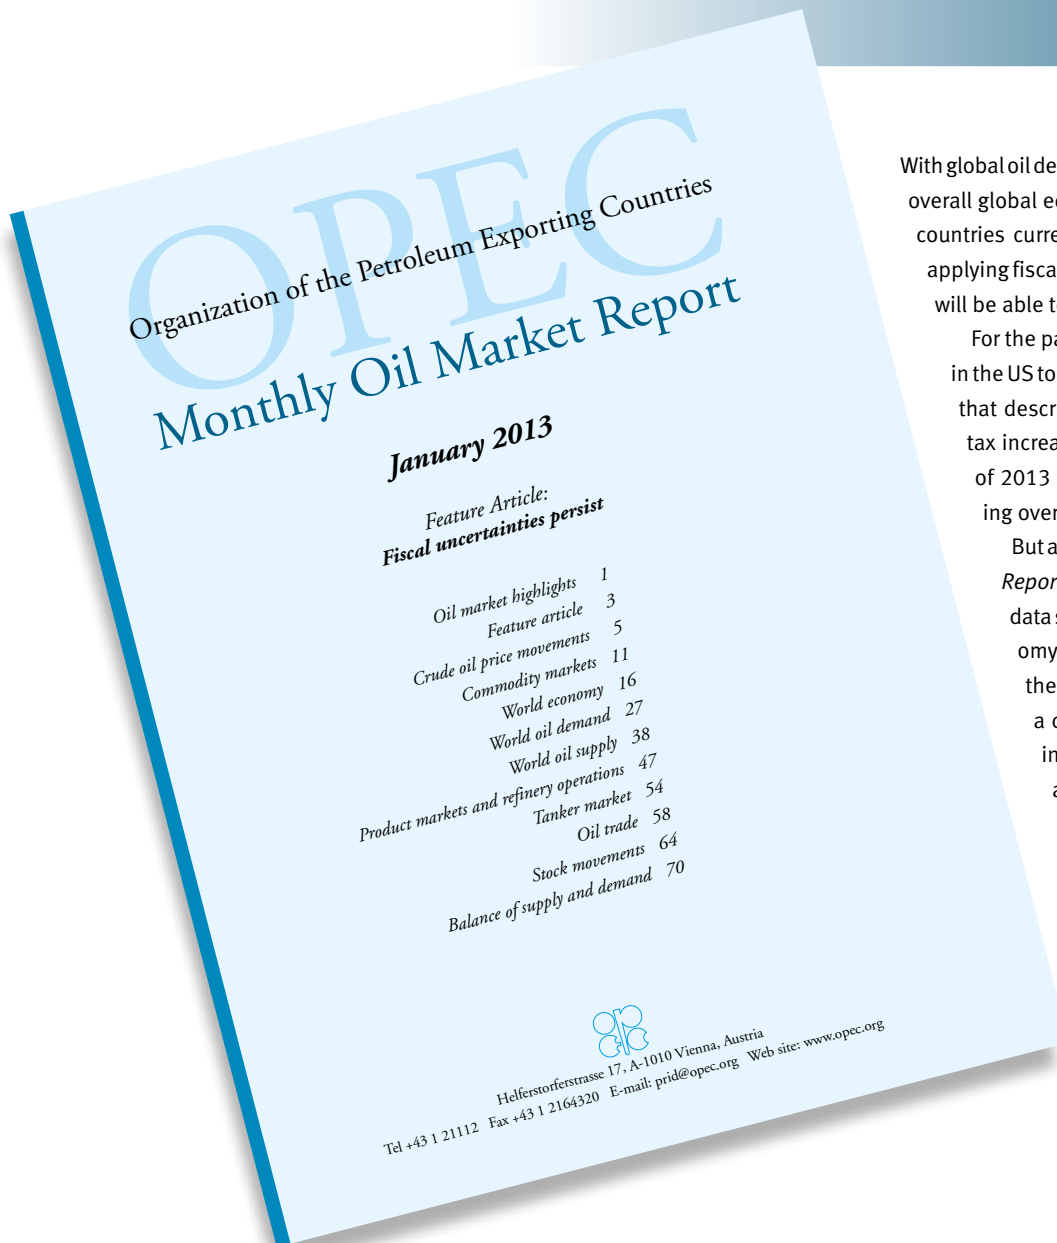 OPEC
Organization of the Petroleum Exporting Countries
Monthly Oil Market Report
January 2013
Feature Article:
Fiscal uncertainties persist
Oil market highlights 1
Feature article 3
Crude oil price movements 5
Commodity markets 11
World economy 16
World oil demand 27
World oil supply 38
Product markets and refinery operations 47
Tanker market 54
Oil trade 58
Stock movements 64
Balance of supply and demand 70
Helferstorferstrasse 17, A-1010 Vienna, Austria
Tel +43 1 21112 Fax +43 1 2164320 E-mail: prid@opec.org Web site: www.opec.org
With global oil de
overall global e
countries curre
applying fiscal
will be able t
For the pa
in the US to
that descr
tax increa
of 2013
ing over
But a
Repor
data s
omy
the
a
in
a